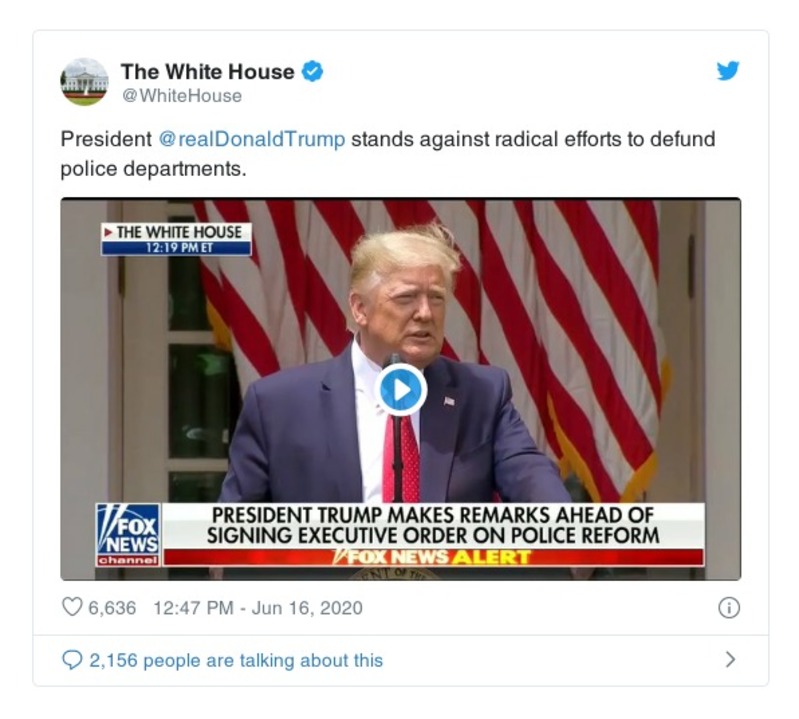 The White House
@WhiteHouse
President @realDonaldTrump stands against radical efforts to defund
police departments.
THE WHITE HOUSE
12:19 PM ET
FOX
NEWS
channel
PRESIDENT TRUMP MAKES REMARKS AHEAD OF
SIGNING EXECUTIVE ORDER ON POLICE REFORM
FOX NEWS ALERT
6,636 12:47 PM - Jun 16, 2020
2,156 people are talking about this